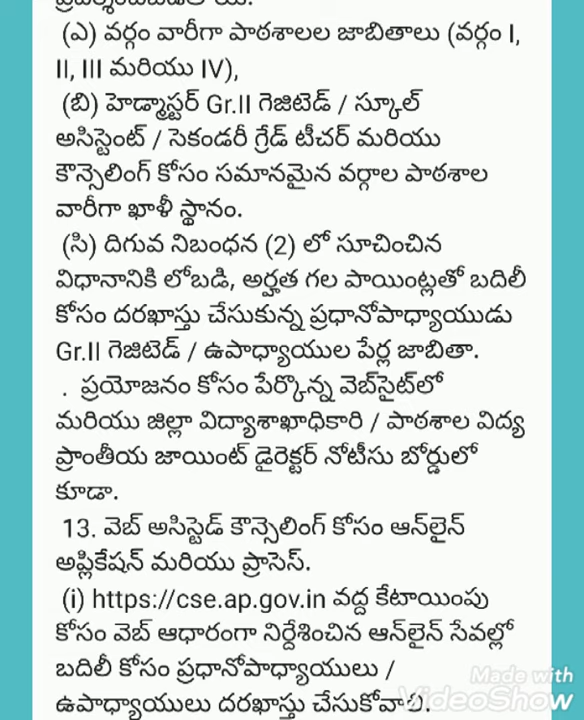 (ఎ) వర్గం వారీగా పాఠశాలల జాబితాలు (వర్గం I,
II, III మరియు IV),
(బి) హెడ్మాస్టర్ Gr.II గెజిటెడ్ / స్కూల్
అసిస్టెంట్ / సెకండరీ గ్రేడ్ టీచర్ మరియు
కౌన్సెలింగ్ కోసం సమానమైన వర్గాల పాఠశాల
వారీగా ఖాళీ స్థానం.
(సి) దిగువ నిబంధన (2) లో సూచించిన
విధానానికి లోబడి, అర్హత గల పాయింట్లతో బదిలీ
కోసం దరఖాస్తు చేసుకున్న ప్రధానోపాధ్యాయుడు
Gr.II గెజిటెడ్ / ఉపాధ్యాయుల పేర్ల జాబితా.
. ప్రయోజనం కోసం పేర్కొన్న వెబ్‌సైట్‌లో
మరియు జిల్లా విద్యాశాఖాధికారి / పాఠశాల విద్య
ప్రాంతీయ జాయింట్ డైరెక్టర్ నోటీసు బోర్డులో
కూడా.
13. వెబ్ అసిస్టెడ్ కౌన్సెలింగ్ కోసం ఆన్‌లైన్
అప్లికేషన్ మరియు ప్రాసెస్.
(i) https://cse.ap.gov.in వద్ద కేటాయింపు
కోసం వెబ్ ఆధారంగా నిర్దేశించిన ఆన్‌లైన్ సేవల్లో
బదిలీ కోసం ప్రధానోపాధ్యాయులు /
ఉపాధ్యాయులు దరఖాస్తు చేసుకోవాలి.
Made with
VideoShow